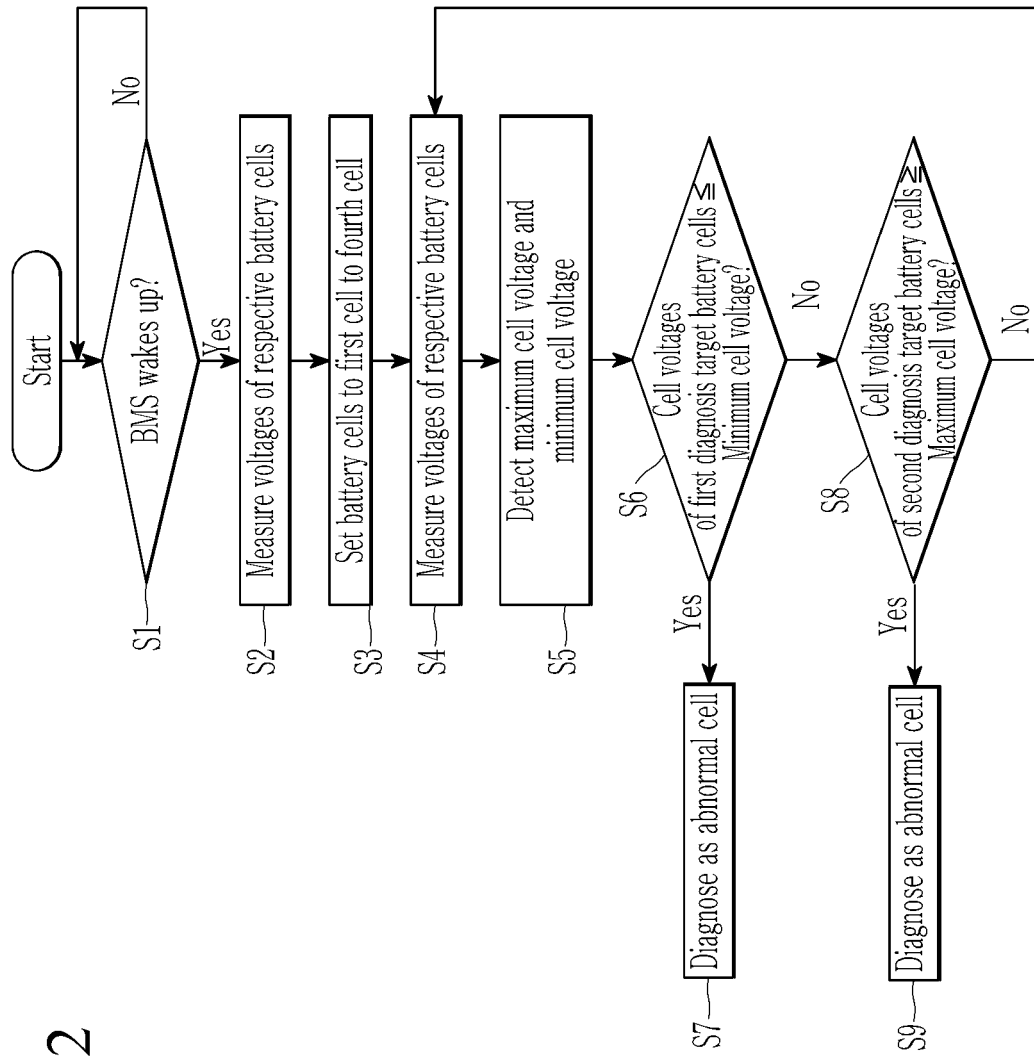 2
Start
S1
BMS wakes up?
No
Yes
S2
Measure voltages of respective battery cells
S3
Set battery cells to first cell to fourth cell
S4
Measure voltages of respective battery cells
S5
Detect maximum cell voltage and
minimum cell voltage
S6
Cell voltages
of first diagnosis target battery cells ≦
Minimum cell voltage?
Yes
No
S7
Diagnose as abnormal cell
S8
Cell voltages
of second diagnosis target battery cells ≧
Maximum cell voltage?
Yes
No
S9
Diagnose as abnormal cell